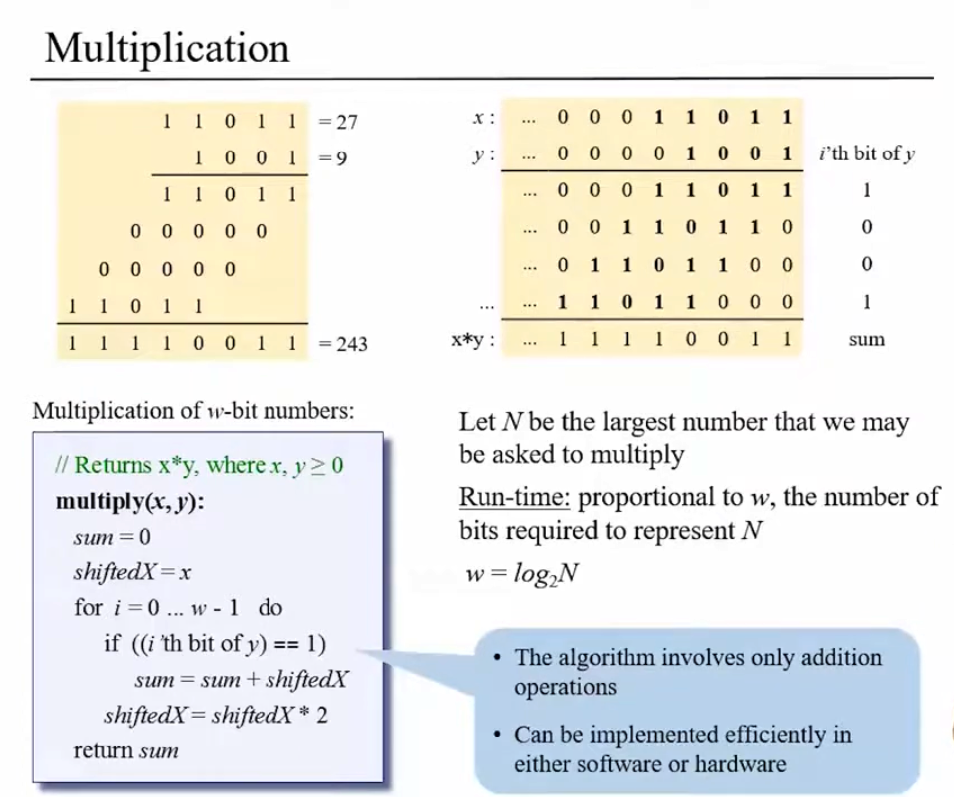 Multiplication
1 1 0 1 1 = 27
1 0 0 1 = 9
1 1 0 1 1
0 0 0 0 0
0 0 0 0 0
1 1 0 1 1
1 1 1 1 0 0 1 1 = 243
x : ... 0 0 0 1 1 0 1 1
y : ... 0 0 0 0 1 0 0 1 i'th bit of y
... 0 0 0 1 1 0 1 1 1
... 0 0 1 1 0 1 1 0 0
... 0 1 1 0 1 1 0 0 0
... ... 1 1 0 1 1 0 0 0 1
x*y : ... 1 1 1 1 0 0 1 1 sum
Multiplication of w-bit numbers:
// Returns x*y, where x, y ≥ 0
multiply(x, y):
sum = 0
shiftedX = x
for i = 0 ... w - 1 do
if ((i 'th bit of y) == 1)
sum = sum + shiftedX
shiftedX = shiftedX * 2
return sum
Let N be the largest number that we may
be asked to multiply
Run-time: proportional to w, the number of
bits required to represent N
w = log₂N
• The algorithm involves only addition
operations
• Can be implemented efficiently in
either software or hardware